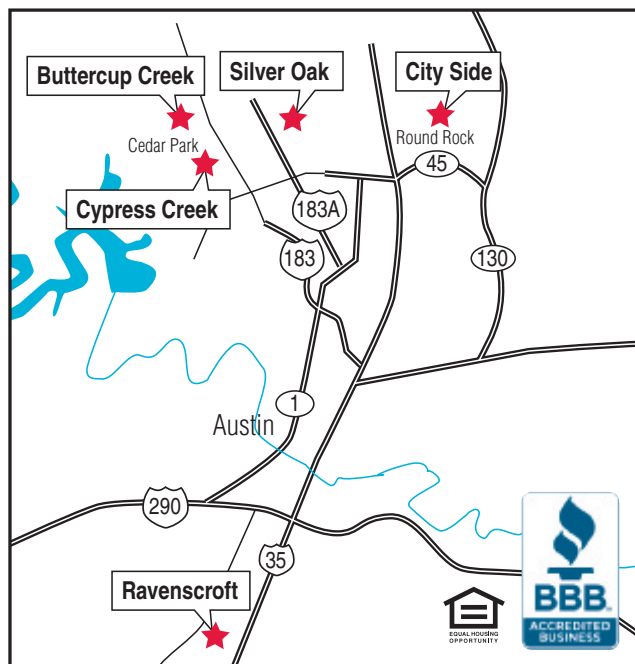 Buttercup Creek
Silver Oak
City Side
Cedar Park
Round Rock
45
Cypress Creek
183A
183
130
1
Austin
290
35
Ravenscroft
EQUAL HOUSING
OPPORTUNITY
BBB
ACCREDITED
BUSINESS